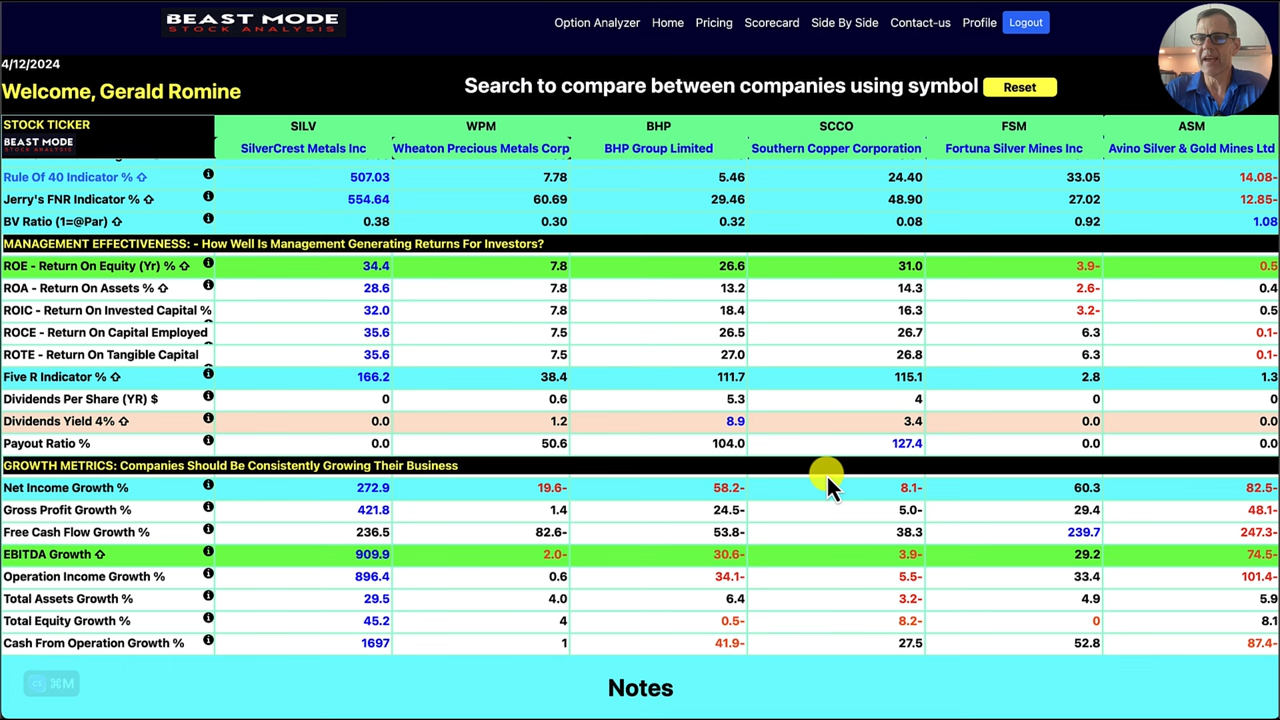 BEAST MODE
STOCK ANALYSIS
Option Analyzer Home Pricing Scorecard Side By Side Contact-us Profile Logout
4/12/2024
Welcome, Gerald Romine
Search to compare between companies using symbol Reset
STOCK TICKER SILV WPM BHP SCCO FSM ASM
BEAST MODE
STOCK ANALYSIS
SilverCrest Metals Inc Wheaton Precious Metals Corp BHP Group Limited Southern Copper Corporation Fortuna Silver Mines Inc Avino Silver & Gold Mines Ltd
Rule Of 40 Indicator % ⇧ 507.03 7.78 5.46 24.40 33.05 14.08-
Jerry's FNR Indicator % ⇧ 554.64 60.69 29.46 48.90 27.02 12.85-
BV Ratio (1=@Par) ⇧ 0.38 0.30 0.32 0.08 0.92 1.08
MANAGEMENT EFFECTIVENESS: - How Well Is Management Generating Returns For Investors?
ROE - Return On Equity (Yr) % ⇧ 34.4 7.8 26.6 31.0 3.9- 0.5
ROA - Return On Assets % ⇧ 28.6 7.8 13.2 14.3 2.6- 0.4
ROIC - Return On Invested Capital % 32.0 7.8 18.4 16.3 3.2- 0.5
ROCE - Return On Capital Employed 35.6 7.5 26.5 26.7 6.3 0.1-
ROTE - Return On Tangible Capital 35.6 7.5 27.0 26.8 6.3 0.1-
Five R Indicator % ⇧ 166.2 38.4 111.7 115.1 2.8 1.3
Dividends Per Share (YR) $ 0 0.6 5.3 4 0 0
Dividends Yield 4% ⇧ 0.0 1.2 8.9 3.4 0.0 0.0
Payout Ratio % 0.0 50.6 104.0 127.4 0.0 0.0
GROWTH METRICS: Companies Should Be Consistently Growing Their Business
Net Income Growth % 272.9 19.6- 58.2- 8.1- 60.3 82.5-
Gross Profit Growth % 421.8 1.4 24.5- 5.0- 29.4 48.1-
Free Cash Flow Growth % 236.5 82.6- 53.8- 38.3 239.7 247.3-
EBITDA Growth ⇧ 909.9 2.0- 30.6- 3.9- 29.2 74.5-
Operation Income Growth % 896.4 0.6 34.1- 5.5- 33.4 101.4-
Total Assets Growth % 29.5 4.0 6.4 3.2- 4.9 5.9
Total Equity Growth % 45.2 4 0.5- 8.2- 0 8.1
Cash From Operation Growth % 1697 1 41.9- 27.5 52.8 87.4-
⌘M
Notes